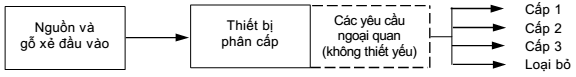 Nguồn và
gỗ xẻ đầu vào
Thiết bị
phân cấp
Các yêu cầu
ngoại quan
(không thiết yếu)
Cấp 1
Cấp 2
Cấp 3
Loại bỏ